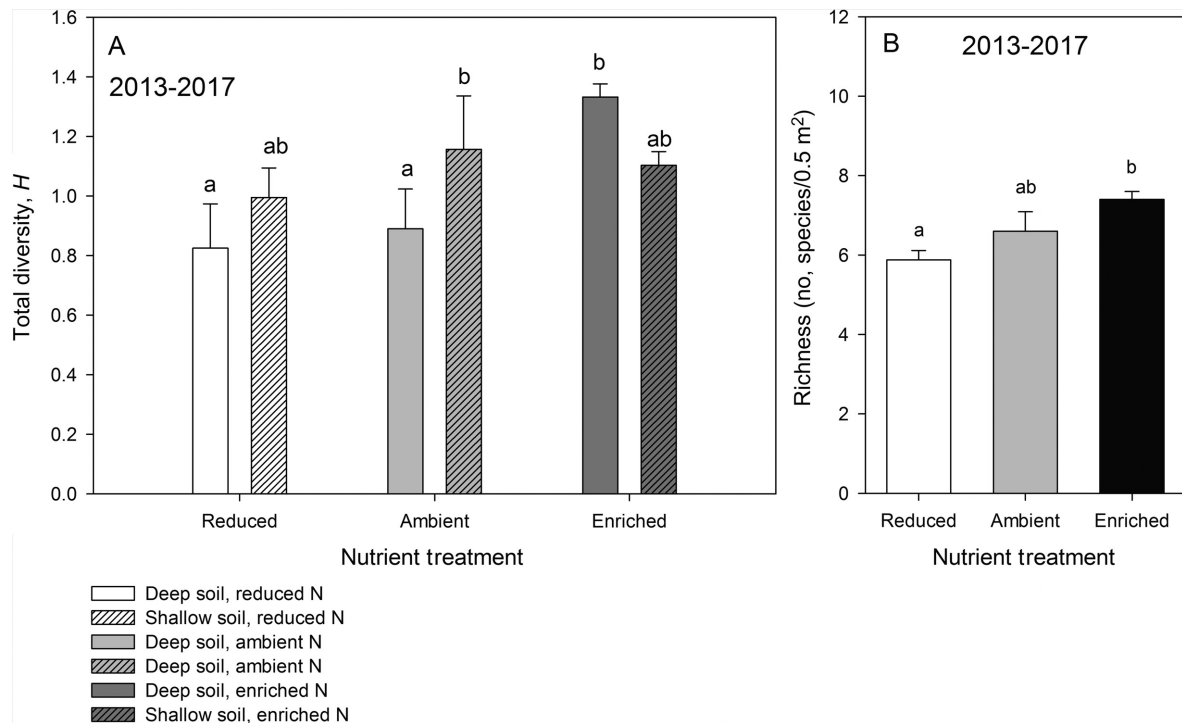 A
2013-2017
1.6
1.4
1.2
1.0
0.8
0.6
0.4
0.2
0.0
Total diversity, H
a
ab
a
b
b
ab
Reduced
Ambient
Enriched
Nutrient treatment
B
2013-2017
12
10
8
6
4
2
0
Richness (no, species/0.5 m²)
a
ab
b
Reduced
Ambient
Enriched
Nutrient treatment
Deep soil, reduced N
Shallow soil, reduced N
Deep soil, ambient N
Deep soil, ambient N
Deep soil, enriched N
Shallow soil, enriched N